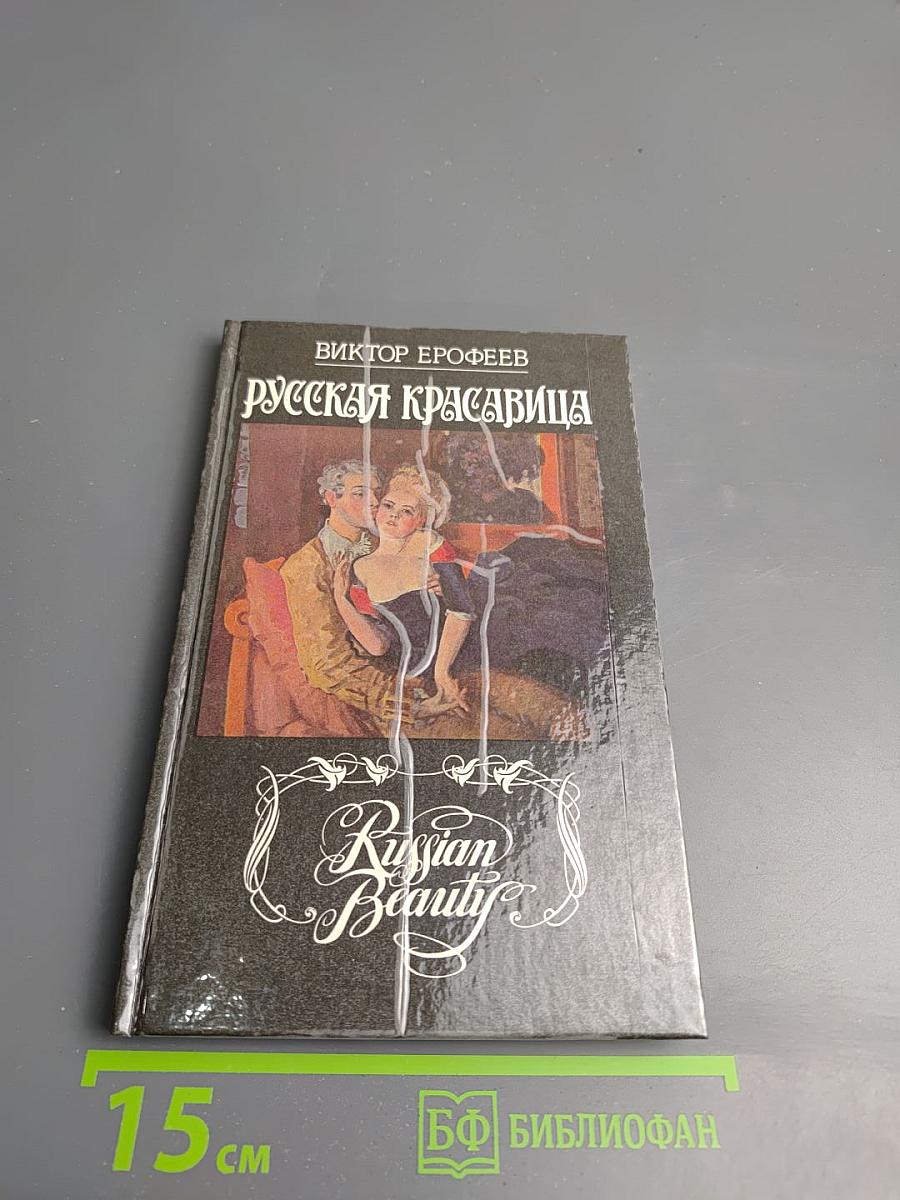 ВИКТОР ЕРОФЕЕВ
РУССКАЯ КРАСАВИЦА
Russian
Beauty
15 см
БФ БИБЛИОФАН